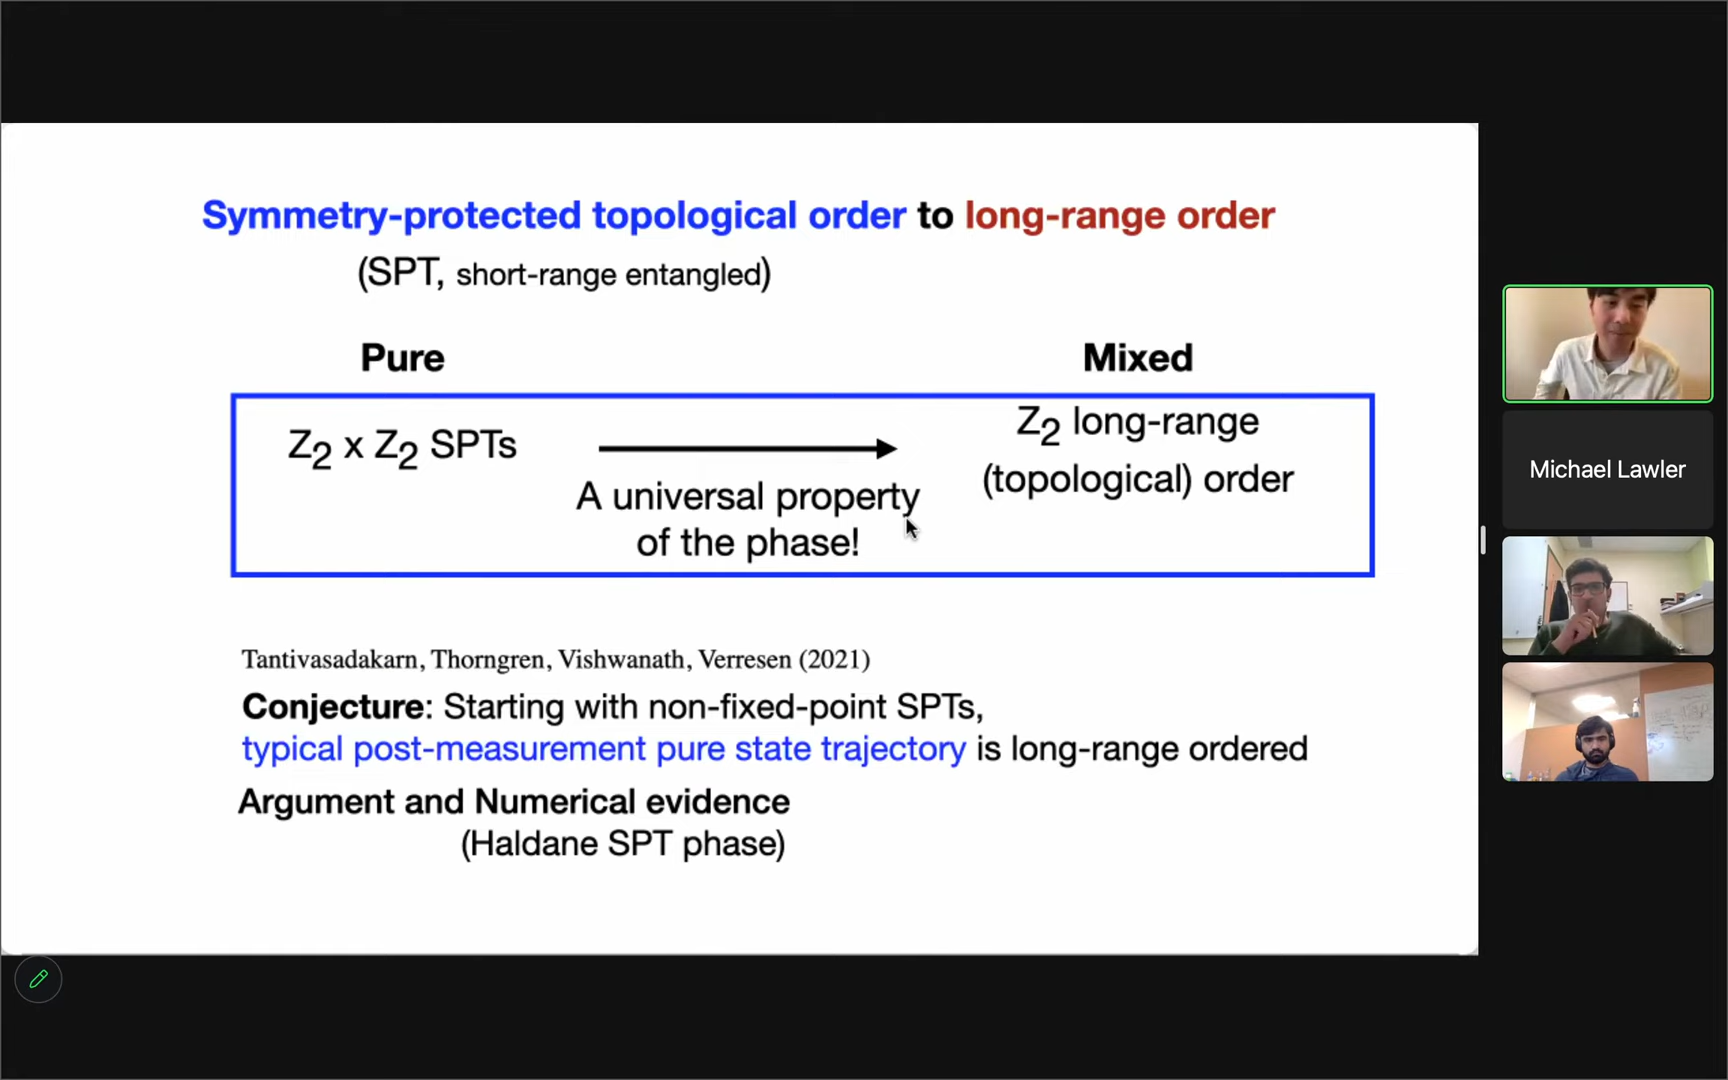 Symmetry-protected topological order to long-range order
(SPT, short-range entangled)
Pure
Mixed
Z2 x Z2 SPTs
Z2 long-range
(topological) order
A universal property
of the phase!
Tantivasadakarn, Thorngren, Vishwanath, Verresen (2021)
Conjecture: Starting with non-fixed-point SPTs,
typical post-measurement pure state trajectory is long-range ordered
Argument and Numerical evidence
(Haldane SPT phase)
Michael Lawler